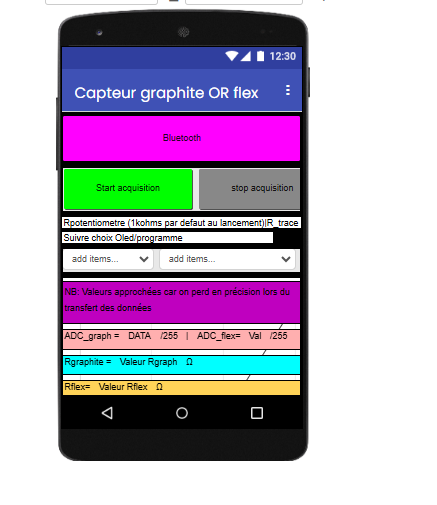 12:30
Capteur graphite OR flex
Bluetooth
Start acquisition stop acquisition
Rpotentiometre (1kohms par defaut au lancement)|R_trace
Suivre choix Oled/programme
add items... add items...
NB: Valeurs approchées car on perd en précision lors du
transfert des données
ADC_graph = DATA /255 | ADC_flex= Val /255
Rgraphite = Valeur Rgraph Ω
Rflex= Valeur Rflex Ω